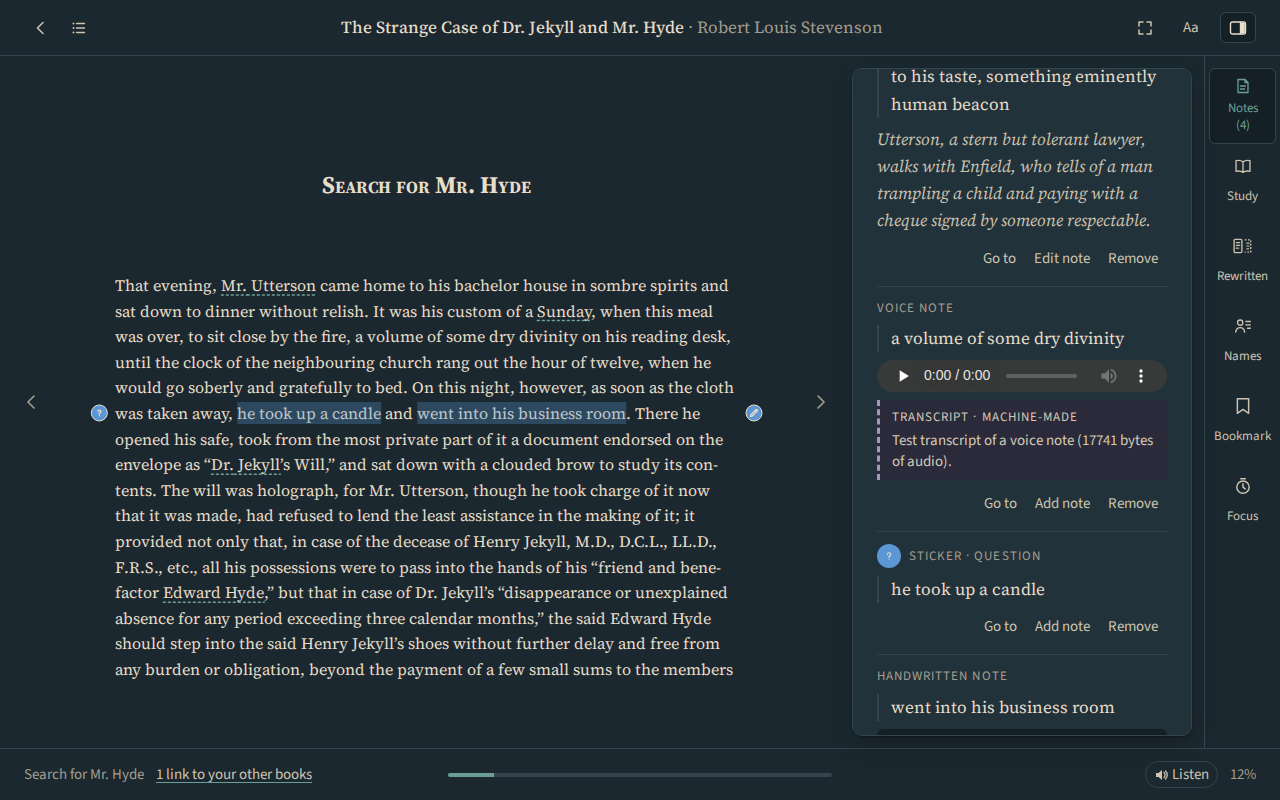 The Strange Case of Dr. Jekyll and Mr. Hyde · Robert Louis Stevenson
Aa
Search for Mr. Hyde
That evening, Mr. Utterson came home to his bachelor house in sombre spirits and
sat down to dinner without relish. It was his custom of a Sunday, when this meal
was over, to sit close by the fire, a volume of some dry divinity on his reading desk,
until the clock of the neighbouring church rang out the hour of twelve, when he
would go soberly and gratefully to bed. On this night, however, as soon as the cloth
? was taken away, he took up a candle and went into his business room. There he
opened his safe, took from the most private part of it a document endorsed on the
envelope as “Dr. Jekyll’s Will,” and sat down with a clouded brow to study its con-
tents. The will was holograph, for Mr. Utterson, though he took charge of it now
that it was made, had refused to lend the least assistance in the making of it; it
provided not only that, in case of the decease of Henry Jekyll, M.D., D.C.L., LL.D.,
F.R.S., etc., all his possessions were to pass into the hands of his “friend and bene-
factor Edward Hyde,” but that in case of Dr. Jekyll’s “disappearance or unexplained
absence for any period exceeding three calendar months,” the said Edward Hyde
should step into the said Henry Jekyll’s shoes without further delay and free from
any burden or obligation, beyond the payment of a few small sums to the members
to his taste, something eminently
human beacon
Utterson, a stern but tolerant lawyer,
walks with Enfield, who tells of a man
trampling a child and paying with a
cheque signed by someone respectable.
Go to Edit note Remove
VOICE NOTE
a volume of some dry divinity
0:00 / 0:00
TRANSCRIPT · MACHINE-MADE
Test transcript of a voice note (17741 bytes
of audio).
Go to Add note Remove
? STICKER · QUESTION
he took up a candle
Go to Add note Remove
HANDWRITTEN NOTE
went into his business room
Notes
(4)
Study
Rewritten
Names
Bookmark
Focus
Search for Mr. Hyde 1 link to your other books
Listen 12%